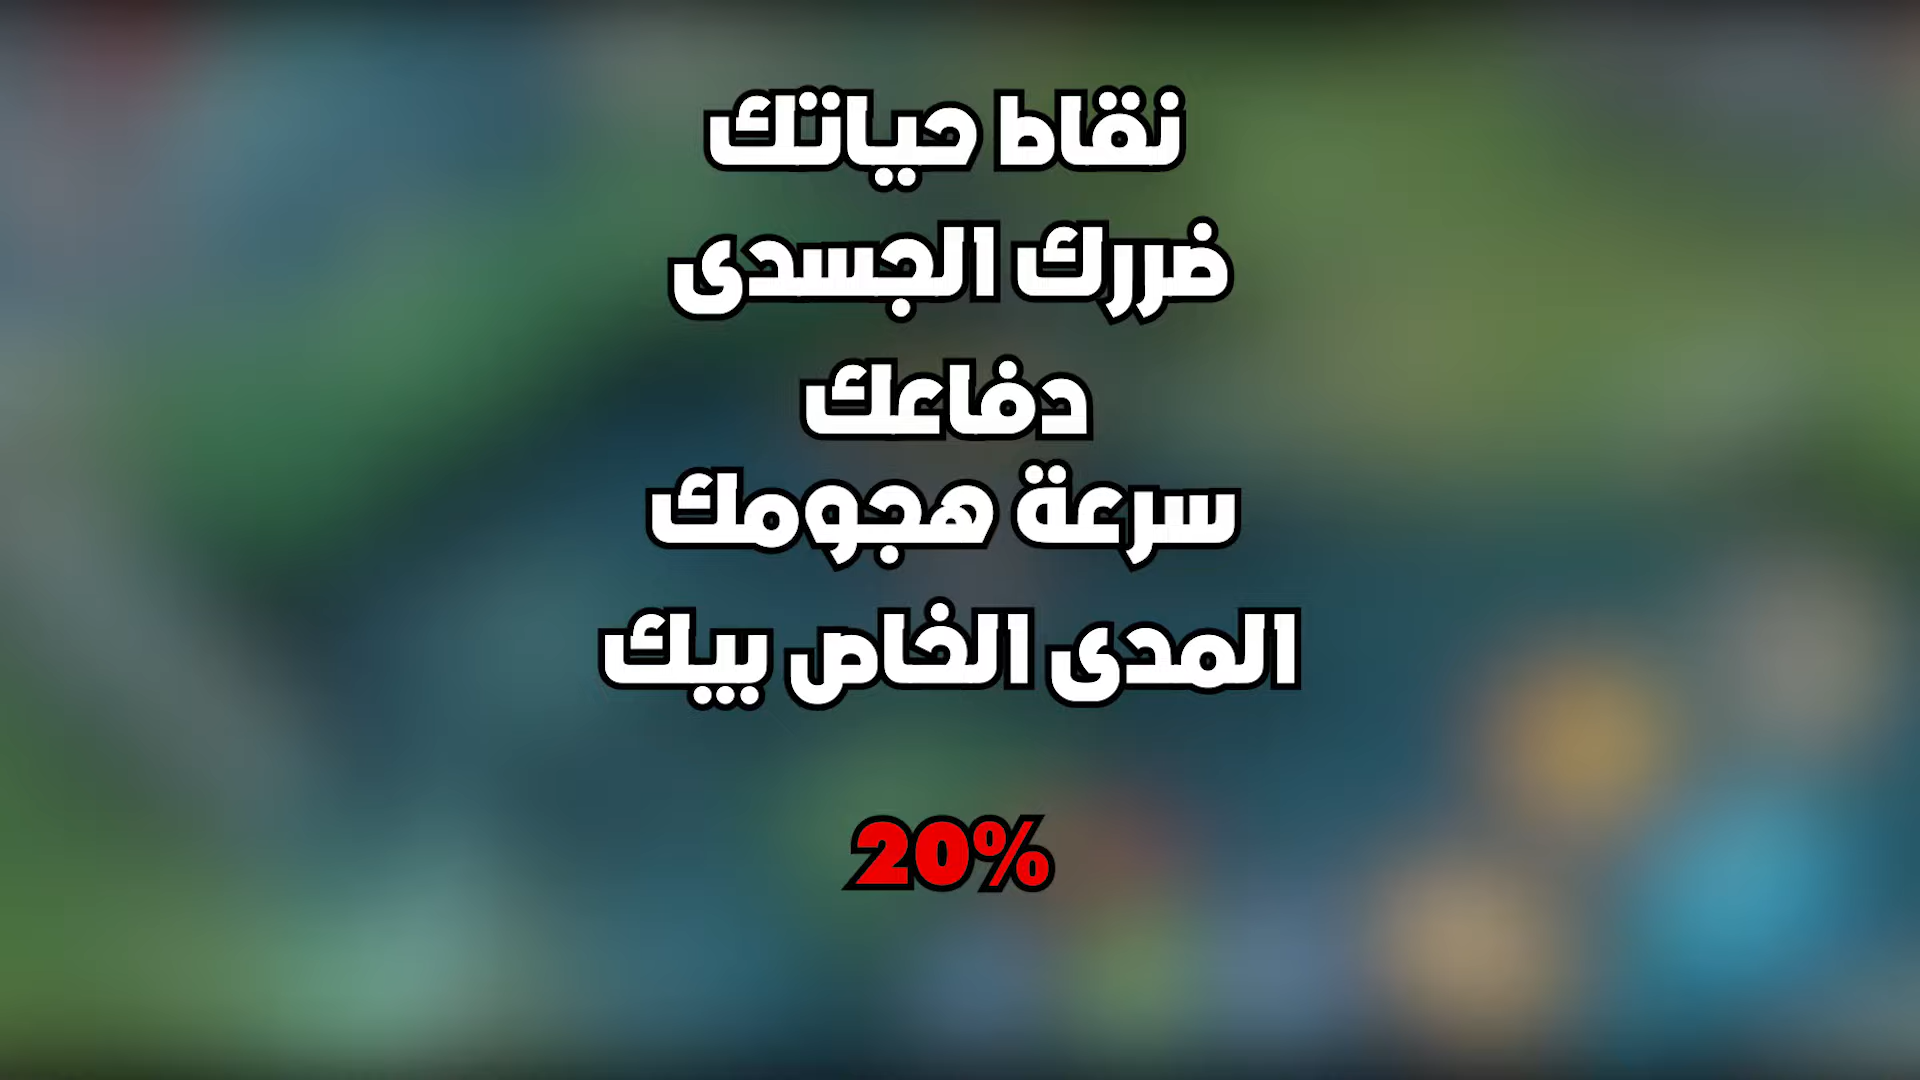 نقاط حياتك
ضررك الجسدى
دفاعك
سرعة هجومك
المدى الخاص بيك
20%